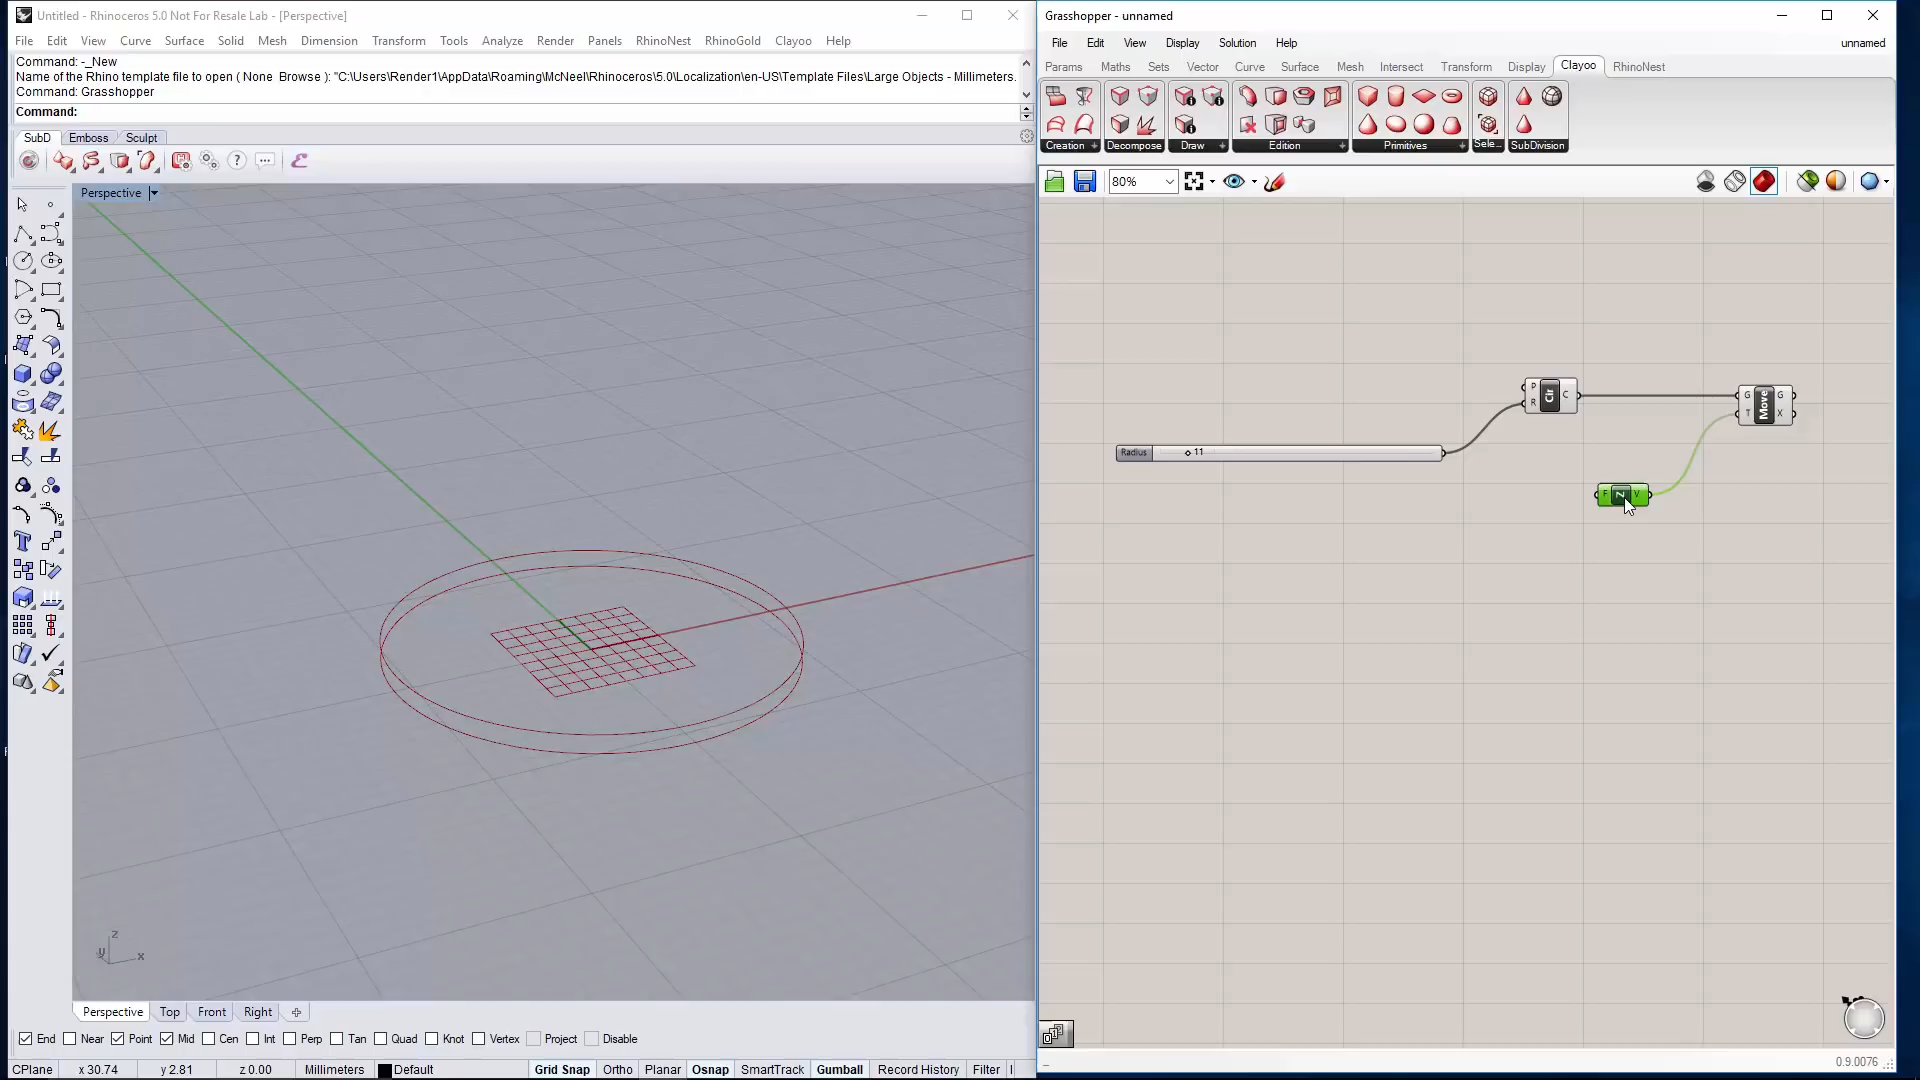 Untitled - Rhinoceros 5.0 Not For Resale Lab - [Perspective]
File Edit View Curve Surface Solid Mesh Dimension Transform Tools Analyze Render Panels RhinoNest RhinoGold Clayoo Help
Command: -_New
Name of the Rhino template file to open ( None Browse ): "C:\Users\Render1\AppData\Roaming\McNeel\Rhinoceros\5.0\Localization\en-US\Template Files\Large Objects - Millimeters.
Command: Grasshopper
Command:
SubD Emboss Sculpt
Perspective
z
y
x
Perspective Top Front Right
End Near Point Mid Cen Int Perp Tan Quad Knot Vertex Project Disable
CPlane x 30.74 y 2.81 z 0.00 Millimeters Default Grid Snap Ortho Planar Osnap SmartTrack Gumball Record History Filter
Grasshopper - unnamed
File Edit View Display Solution Help unnamed
Params Maths Sets Vector Curve Surface Mesh Intersect Transform Display Clayoo RhinoNest
Creation Decompose Draw Edition Primitives Sele... SubDivision
80%
P R Cir C
G T Move G X
Radius 11
F Z V
0.9.0076